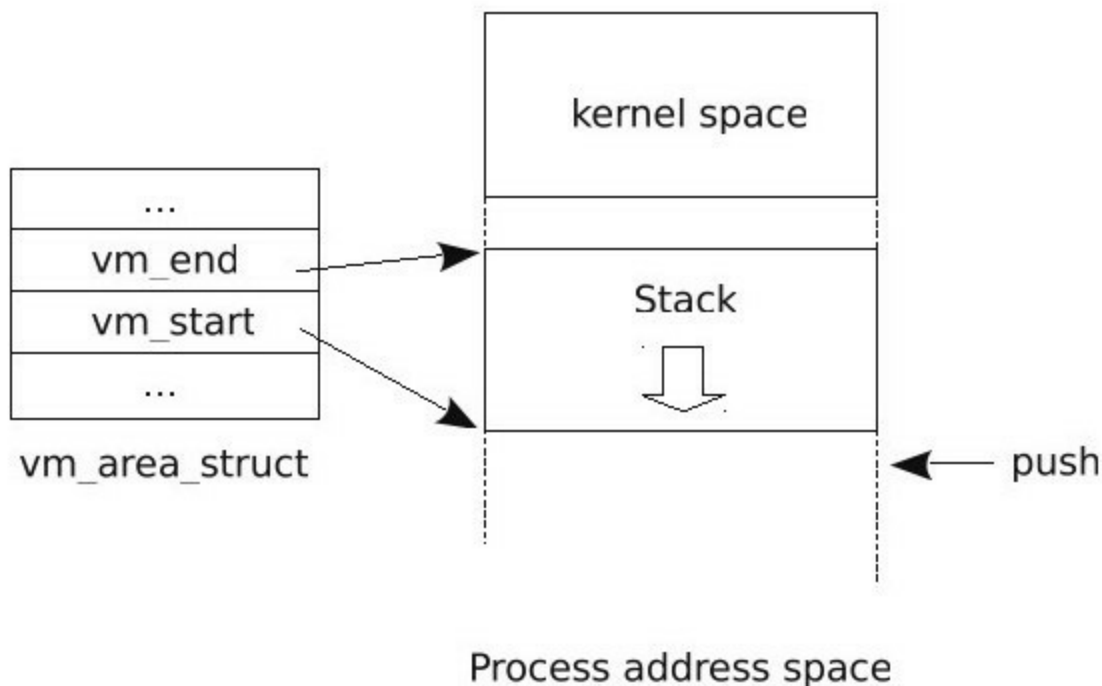 kernel space
...
vm_end
vm_start
...
vm_area_struct
Stack
push
Process address space